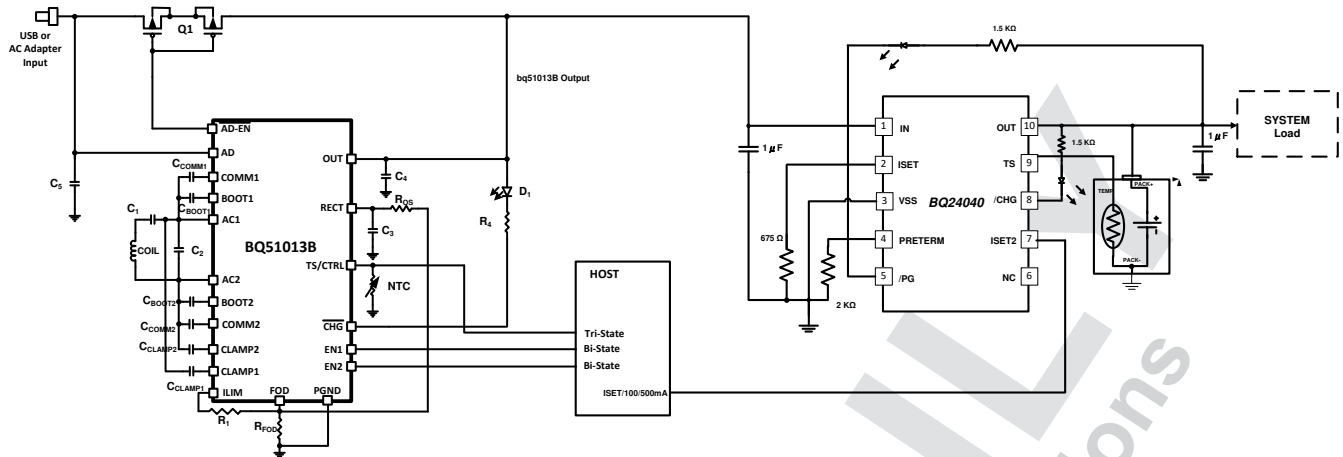 USB or
AC Adapter
Input
Q1
bq51013B Output
1.5 KΩ
AD-EN
AD
COMM1
BOOT1
AC1
AC2
BOOT2
COMM2
CLAMP2
CLAMP1
ILIM
FOD
PGND
OUT
RECT
TS/CTRL
CHG
EN1
EN2
BQ51013B
C5
CCOMM1
CBOOT1
C1
COIL
C2
CBOOT2
CCOMM2
CCLAMP2
CCLAMP1
R1
RFOD
C4
ROS
C3
NTC
D1
R4
HOST
Tri-State
Bi-State
Bi-State
ISET/100/500mA
1 μF
675 Ω
2 KΩ
1 IN
2 ISET
3 VSS
4 PRETERM
5 /PG
BQ24040
OUT 10
TS 9
/CHG 8
ISET2 7
NC 6
1.5 KΩ
TEMP
PACK+
+
-
PACK-
1 μF
SYSTEM
Load